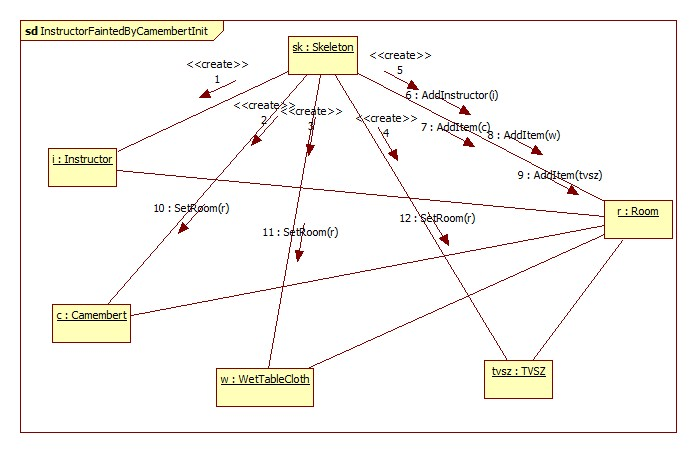 sd InstructorFaintedByCamembertInit
sk : Skeleton
<<create>>
1
<<create>>
2
<<create>>
3
<<create>>
4
<<create>>
5
6 : AddInstructor(i)
7 : AddItem(c)
8 : AddItem(w)
9 : AddItem(tvsz)
i : Instructor
r : Room
10 : SetRoom(r)
11 : SetRoom(r)
12 : SetRoom(r)
c : Camembert
w : WetTableCloth
tvsz : TVSZ